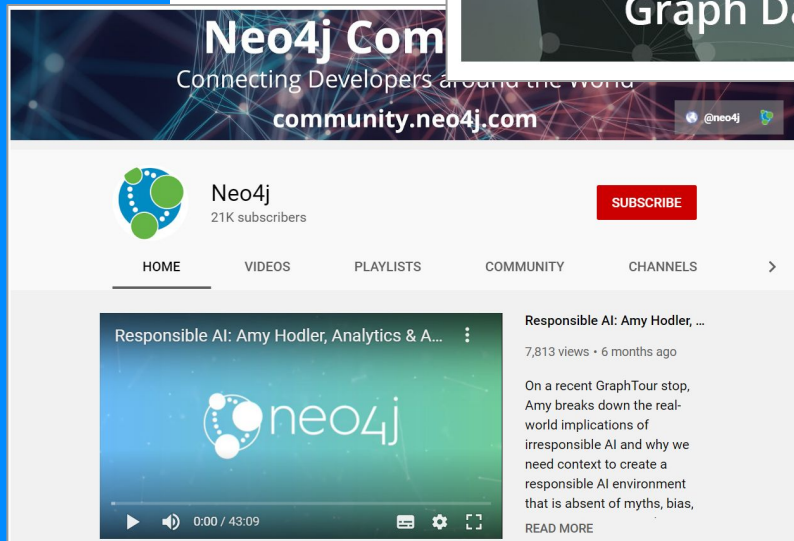 Graph Da
Neo4j Com
Connecting Developers around the World
community.neo4j.com
@neo4j
Neo4j
21K subscribers
SUBSCRIBE
HOME VIDEOS PLAYLISTS COMMUNITY CHANNELS
Responsible AI: Amy Hodler, Analytics & A...
neo4j
0:00 / 43:09
Responsible AI: Amy Hodler, ...
7,813 views • 6 months ago
On a recent GraphTour stop,
Amy breaks down the real-
world implications of
irresponsible AI and why we
need context to create a
responsible AI environment
that is absent of myths, bias,
READ MORE